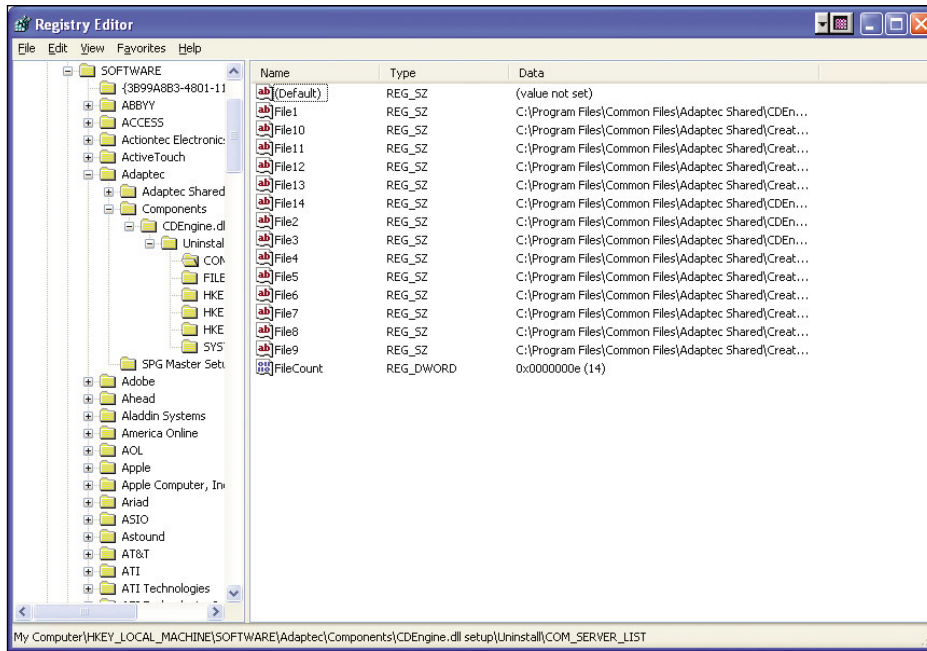 Registry Editor
File Edit View Favorites Help
SOFTWARE
{3B99A8B3-4801-11
ABBYY
ACCESS
Actiontec Electronic
ActiveTouch
Adaptec
Adaptec Shared
Components
CDEngine.dl
Uninstal
CON
FILE
HKE
HKE
HKE
SYS
SPG Master Setu
Adobe
Ahead
Aladdin Systems
America Online
AOL
Apple
Apple Computer, In
Ariad
ASIO
Astound
AT&T
ATI
ATI Technologies
Name Type Data
(Default) REG_SZ (value not set)
File1 REG_SZ C:\Program Files\Common Files\Adaptec Shared\CDEn...
File10 REG_SZ C:\Program Files\Common Files\Adaptec Shared\Creat...
File11 REG_SZ C:\Program Files\Common Files\Adaptec Shared\Creat...
File12 REG_SZ C:\Program Files\Common Files\Adaptec Shared\Creat...
File13 REG_SZ C:\Program Files\Common Files\Adaptec Shared\Creat...
File14 REG_SZ C:\Program Files\Common Files\Adaptec Shared\Creat...
File2 REG_SZ C:\Program Files\Common Files\Adaptec Shared\CDEn...
File3 REG_SZ C:\Program Files\Common Files\Adaptec Shared\CDEn...
File4 REG_SZ C:\Program Files\Common Files\Adaptec Shared\Creat...
File5 REG_SZ C:\Program Files\Common Files\Adaptec Shared\Creat...
File6 REG_SZ C:\Program Files\Common Files\Adaptec Shared\Creat...
File7 REG_SZ C:\Program Files\Common Files\Adaptec Shared\Creat...
File8 REG_SZ C:\Program Files\Common Files\Adaptec Shared\Creat...
File9 REG_SZ C:\Program Files\Common Files\Adaptec Shared\Creat...
FileCount REG_DWORD 0x0000000e (14)
My Computer\HKEY_LOCAL_MACHINE\SOFTWARE\Adaptec\Components\CDEngine.dll setup\Uninstall\COM_SERVER_LIST